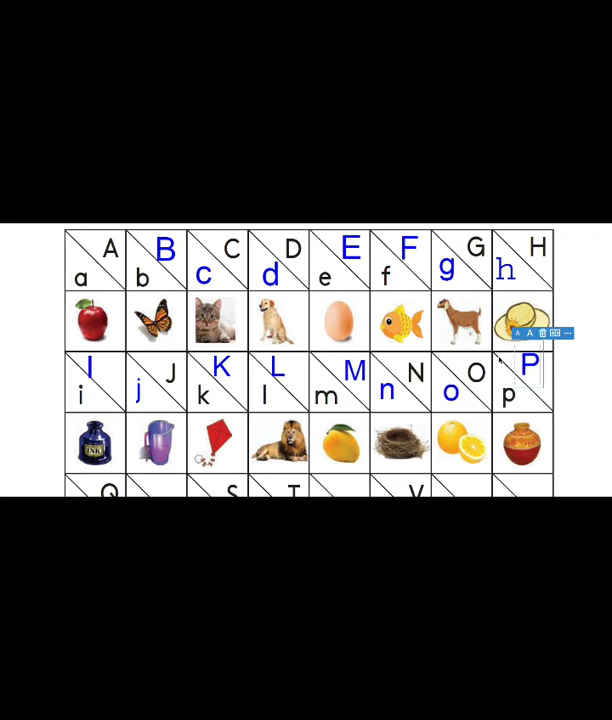 A B C D E F G H
a b c d e f g h
I J K L M N O P
i j k l m n o p
INK
Q S T V